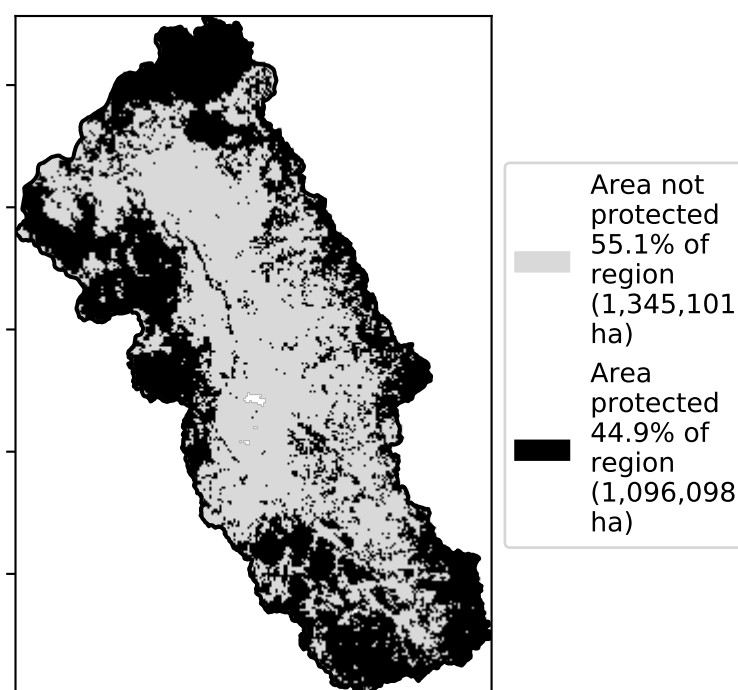 Area not
protected
55.1% of
region
(1,345,101
ha)
Area
protected
44.9% of
region
(1,096,098
ha)